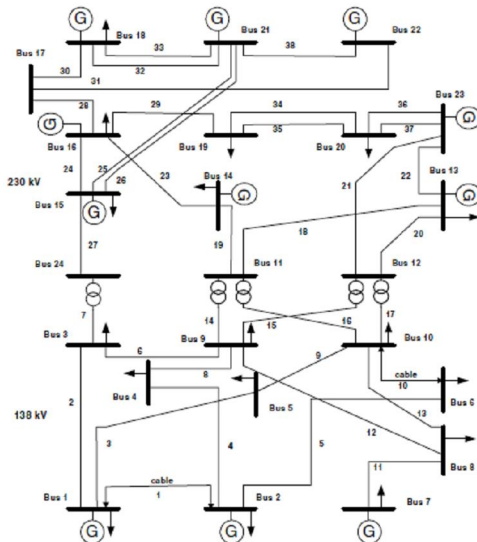 G Bus 18 G Bus 21 G Bus 22
Bus 17
33 38
30 32
31
28 29 34 36 Bus 23
G 35 37 G
Bus 16 Bus 19 Bus 20
24 25 23 Bus 14 21 22 Bus 13
230 kV 26 G G
Bus 15
G 18
19 20
27
Bus 24 Bus 11 Bus 12
7 14 15 16 17
Bus 3 Bus 9 Bus 10
6 9 cable
8 10
Bus 4 Bus 5 Bus 6
138 kV 13
2 3 4 5 12
Bus 8
cable 11
Bus 1 1 Bus 2 Bus 7
G G G